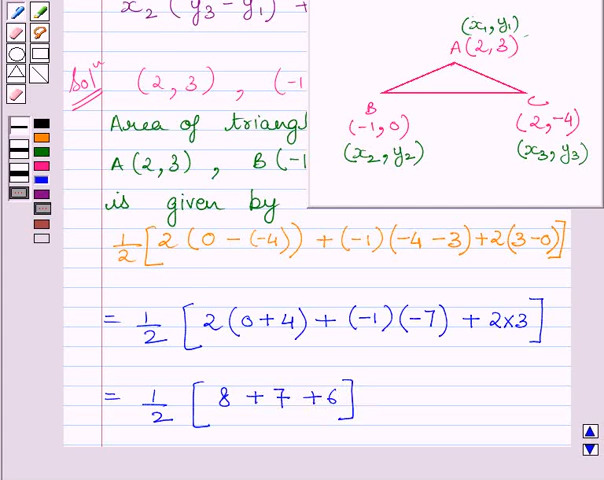 x2 (y3 - y1) +
Solⁿ (2, 3) , (-1
Area of triangl
A(2,3) , B(-1
is given by
1/2 [2 (0 - (-4)) + (-1)(-4 - 3) + 2(3-0)]
= 1/2 [2 (0 + 4) + (-1)(-7) + 2×3]
= 1/2 [8 + 7 + 6]
(x1, y1)
A(2, 3)
B
C
(-1, 0)
(2, -4)
(x2, y2)
(x3, y3)